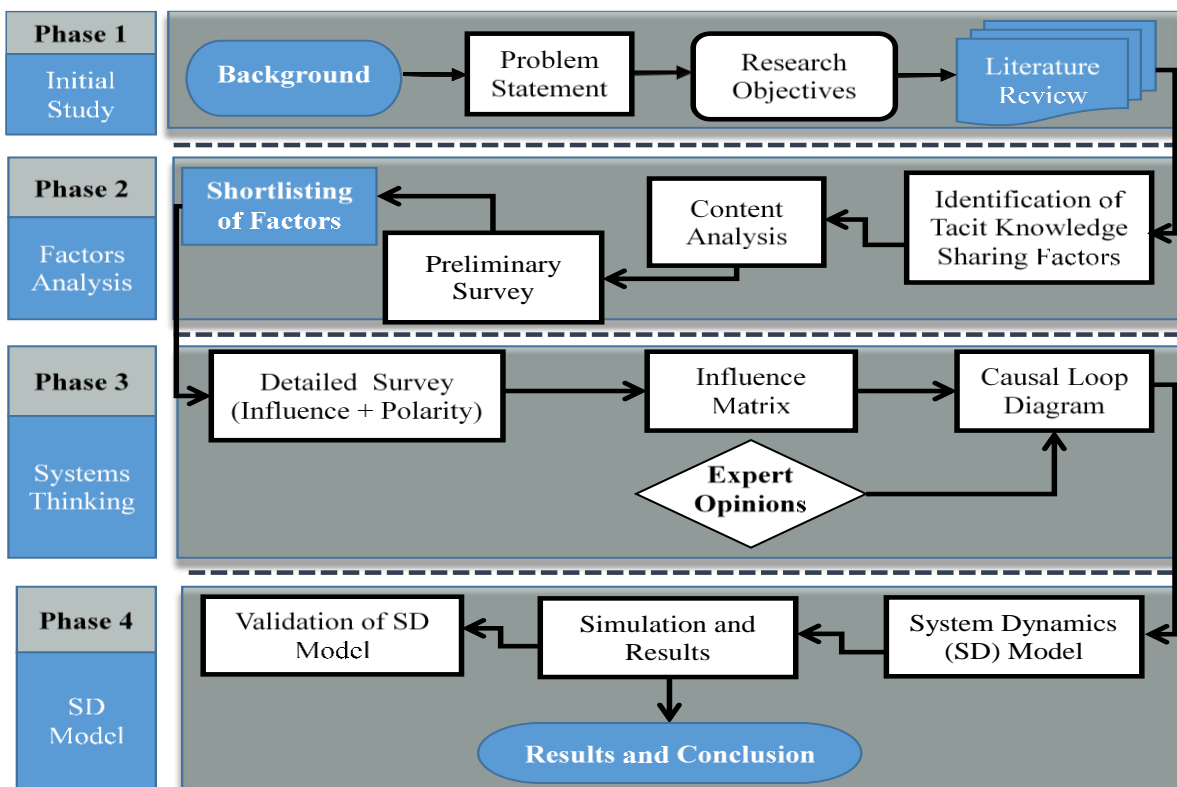 Phase 1
Initial
Study
Background
Problem
Statement
Research
Objectives
Literature
Review
Phase 2
Factors
Analysis
Shortlisting
of Factors
Preliminary
Survey
Content
Analysis
Identification of
Tacit Knowledge
Sharing Factors
Phase 3
Systems
Thinking
Detailed Survey
(Influence + Polarity)
Influence
Matrix
Causal Loop
Diagram
Expert
Opinions
Phase 4
SD
Model
Validation of SD
Model
Simulation and
Results
System Dynamics
(SD) Model
Results and Conclusion